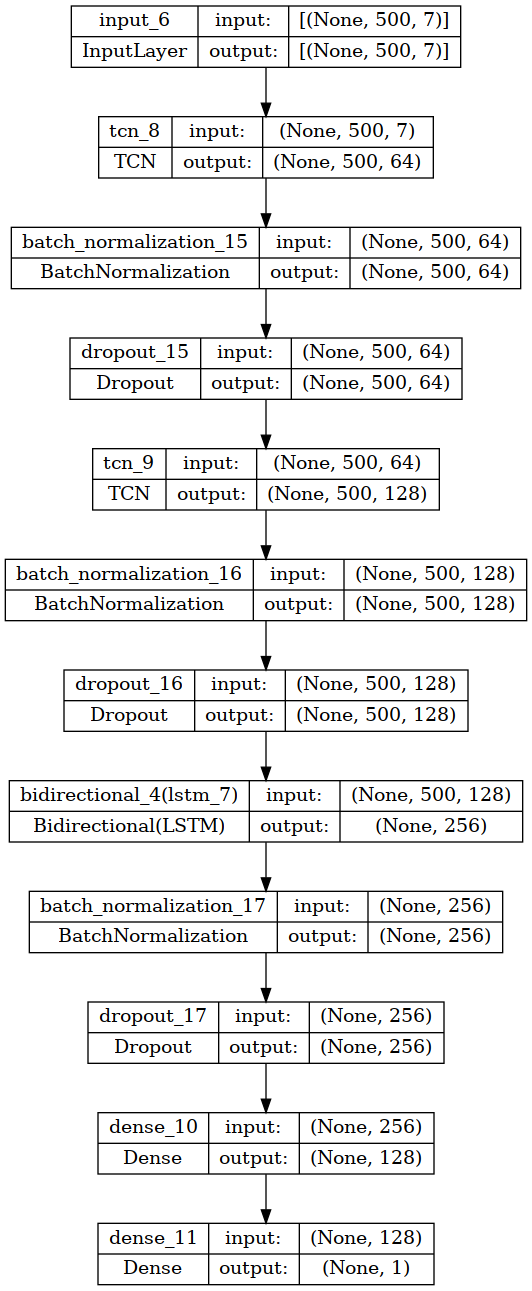 input_6 input: [(None, 500, 7)]
InputLayer output: [(None, 500, 7)]
tcn_8 input: (None, 500, 7)
TCN output: (None, 500, 64)
batch_normalization_15 input: (None, 500, 64)
BatchNormalization output: (None, 500, 64)
dropout_15 input: (None, 500, 64)
Dropout output: (None, 500, 64)
tcn_9 input: (None, 500, 64)
TCN output: (None, 500, 128)
batch_normalization_16 input: (None, 500, 128)
BatchNormalization output: (None, 500, 128)
dropout_16 input: (None, 500, 128)
Dropout output: (None, 500, 128)
bidirectional_4(lstm_7) input: (None, 500, 128)
Bidirectional(LSTM) output: (None, 256)
batch_normalization_17 input: (None, 256)
BatchNormalization output: (None, 256)
dropout_17 input: (None, 256)
Dropout output: (None, 256)
dense_10 input: (None, 256)
Dense output: (None, 128)
dense_11 input: (None, 128)
Dense output: (None, 1)